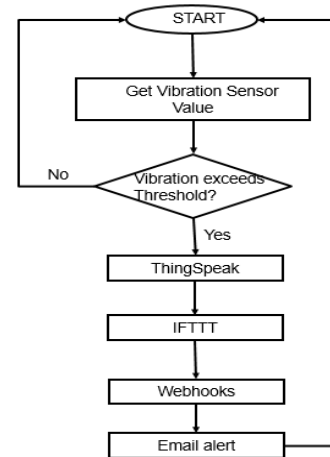 START
Get Vibration Sensor
Value
Vibration exceeds
Threshold?
No
Yes
ThingSpeak
IFTTT
Webhooks
Email alert